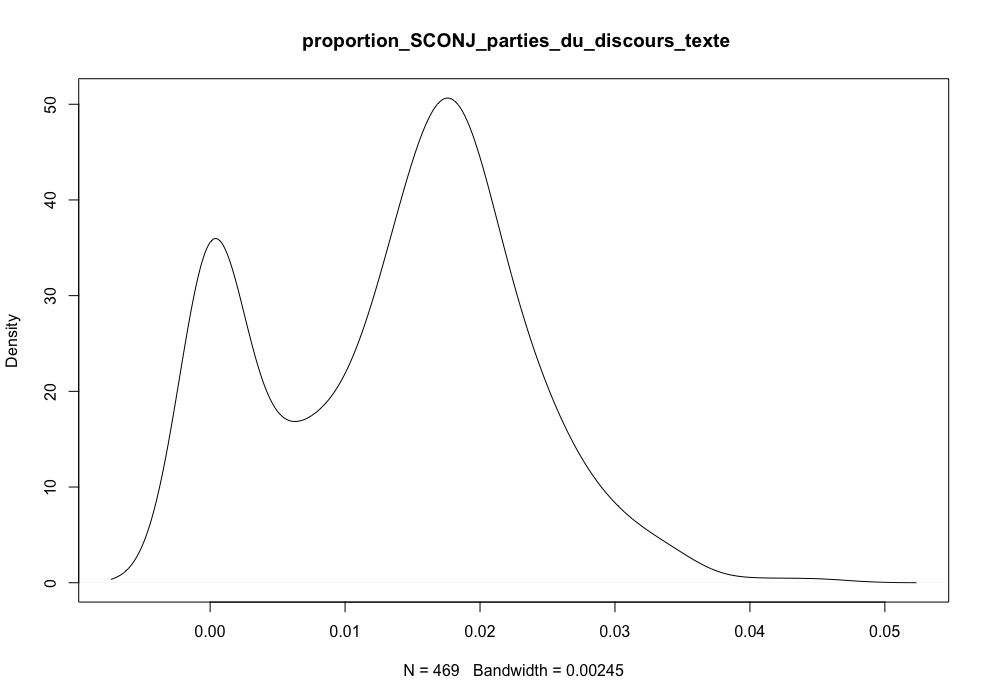 proportion_SCONJ_parties_du_discours_texte
Density
50
40
30
20
10
0
0.00 0.01 0.02 0.03 0.04 0.05
N = 469 Bandwidth = 0.00245